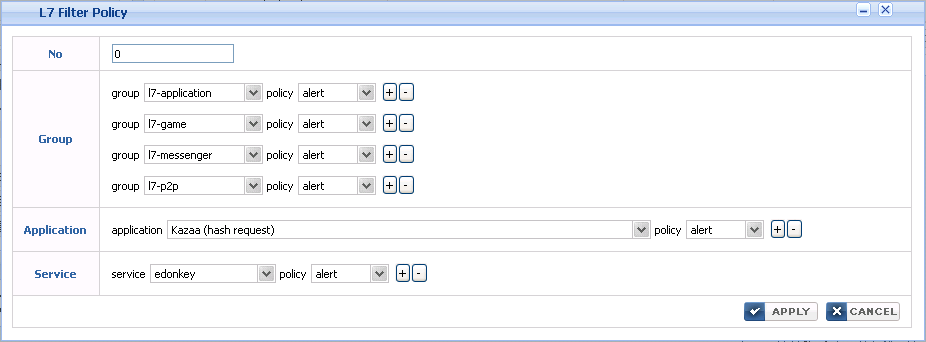 L7 Filter Policy
No 0
group l7-application policy alert + -
group l7-game policy alert + -
Group
group l7-messenger policy alert + -
group l7-p2p policy alert + -
Application application Kazaa (hash request) policy alert + -
Service service edonkey policy alert + -
APPLY CANCEL